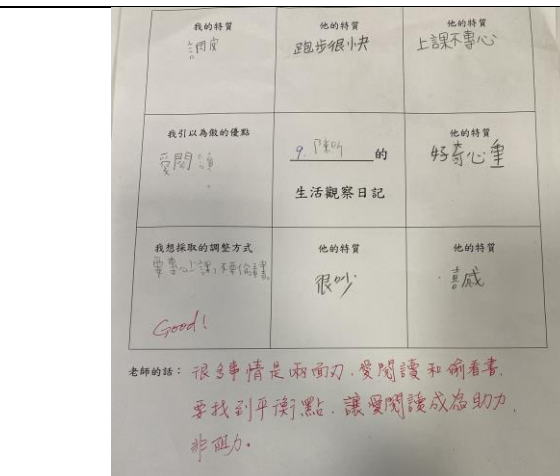 我的特質
調皮
他的特質
跑步很小快
他的特質
上課不專心
我引以為傲的優點
愛閱讀
9.
的
生活觀察日記
他的特質
好奇心重
我想採取的調整方式
要專心上課,不要偷看書。
Good!
他的特質
很吵
他的特質
老師的話：很多事情是兩面刃.愛閱讀和偷看書.
要找到平衡點.讓愛閱讀成為助力.
非阻力。